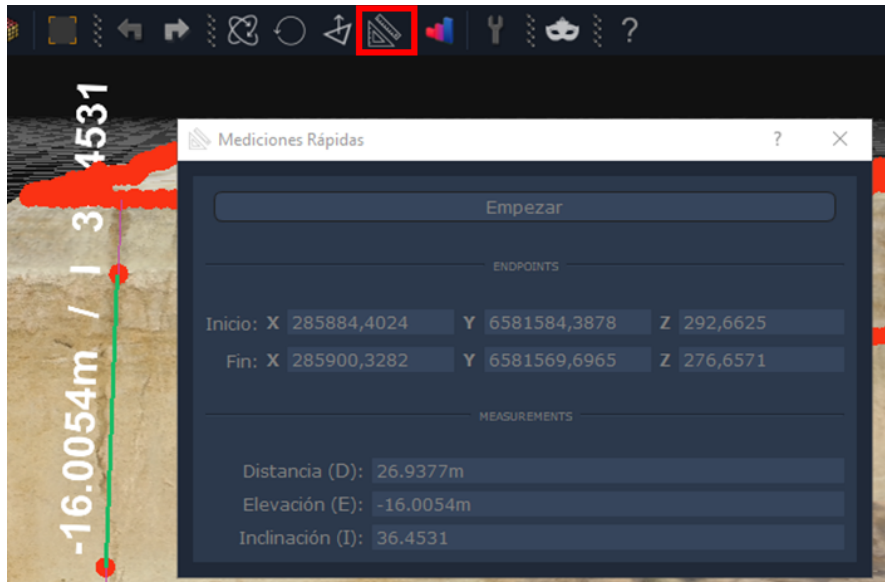 ?
-16.0054m / I 3 4531
Mediciones Rápidas ?
Empezar
ENDPOINTS
Inicio: X 285884,4024 Y 6581584,3878 Z 292,6625
Fin: X 285900,3282 Y 6581569,6965 Z 276,6571
MEASUREMENTS
Distancia (D): 26.9377m
Elevación (E): -16.0054m
Inclinación (I): 36.4531